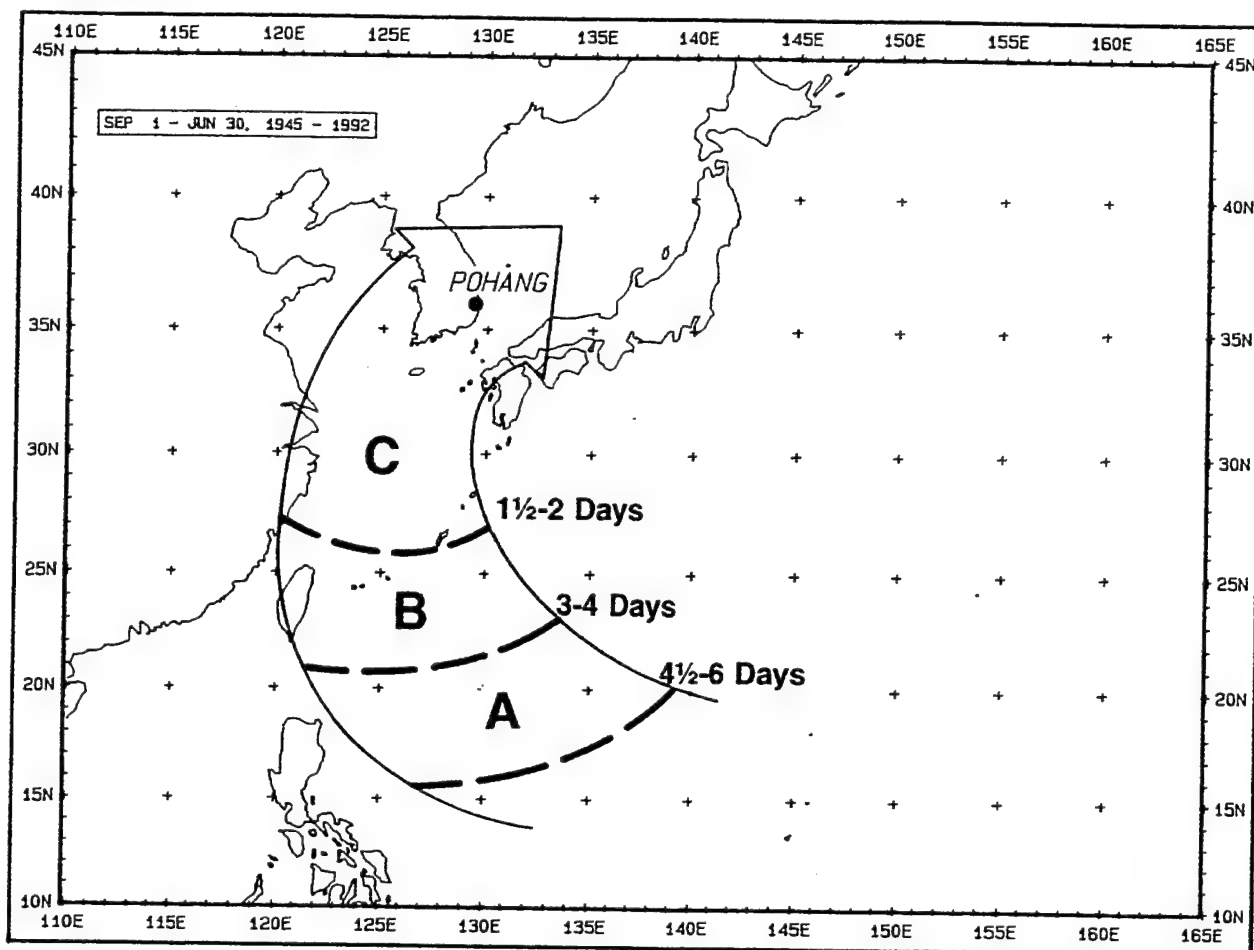 110E 115E 120E 125E 130E 135E 140E 145E 150E 155E 160E 165E
45N 45N
SEP 1 - JUN 30, 1945 - 1992
40N 40N
POHANG
35N 35N
C
30N 30N
1½-2 Days
25N 25N
B
3-4 Days
4½-6 Days
20N 20N
A
15N 15N
10N 10N
110E 115E 120E 125E 130E 135E 140E 145E 150E 155E 160E 165E